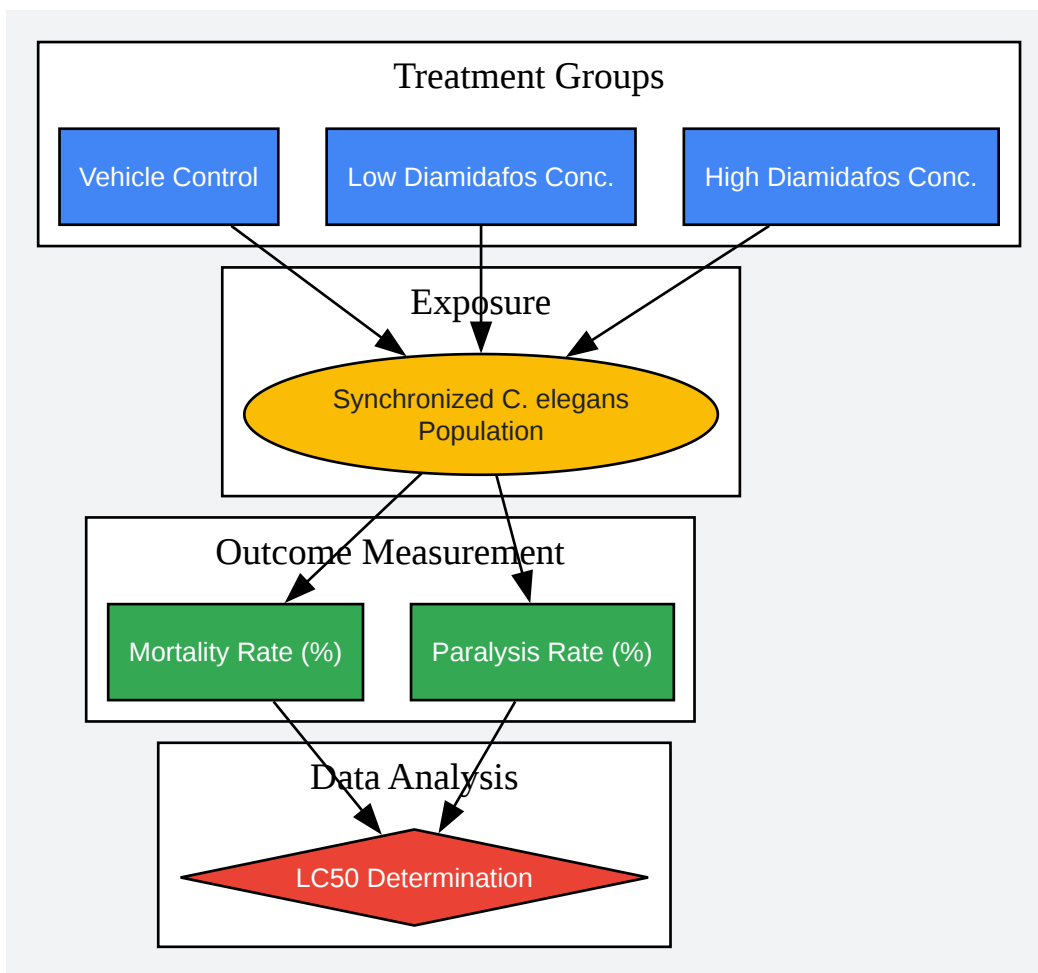 Treatment Groups
Vehicle Control
Low Diamidafos Conc.
High Diamidafos Conc.
Exposure
Synchronized C. elegans
Population
Outcome Measurement
Mortality Rate (%)
Paralysis Rate (%)
Data Analysis
LC50 Determination